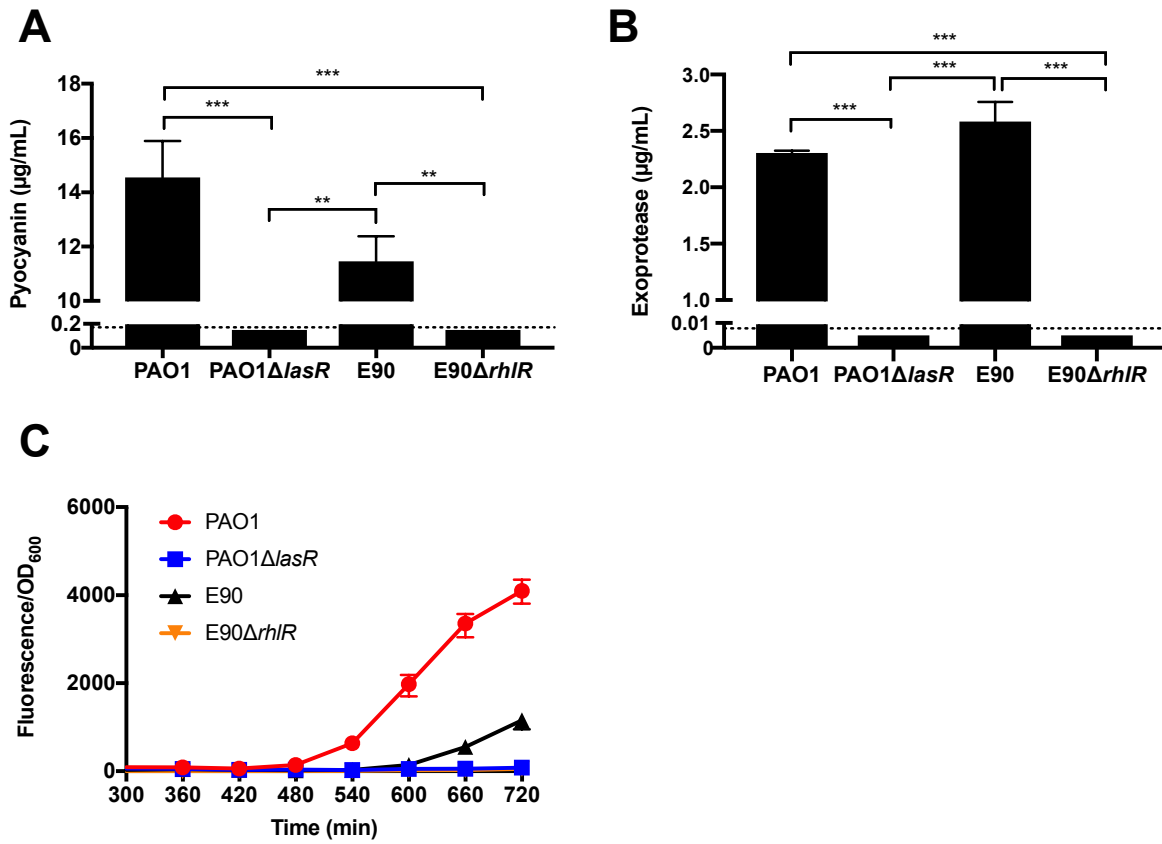 A
Pyocyanin (µg/mL)
18
16
14
12
10
0.2
0
***
***
**
**
PAO1
PAO1ΔlasR
E90
E90ΔrhlR
B
Exoprotease (µg/mL)
3.0
2.5
2.0
1.5
1.0
0.01
0
***
***
***
***
PAO1
PAO1ΔlasR
E90
E90ΔrhlR
C
Fluorescence/OD600
6000
4000
2000
0
PAO1
PAO1ΔlasR
E90
E90ΔrhlR
300 360 420 480 540 600 660 720
Time (min)